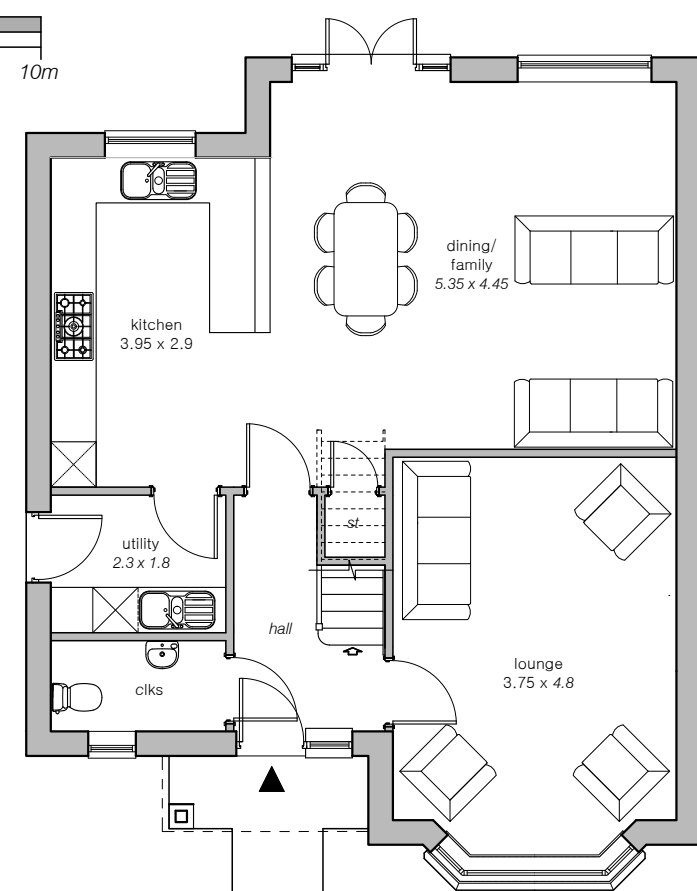 10m
dining/
family
5.35 x 4.45
kitchen
3.95 x 2.9
st
utility
2.3 x 1.8
hall
lounge
3.75 x 4.8
clks